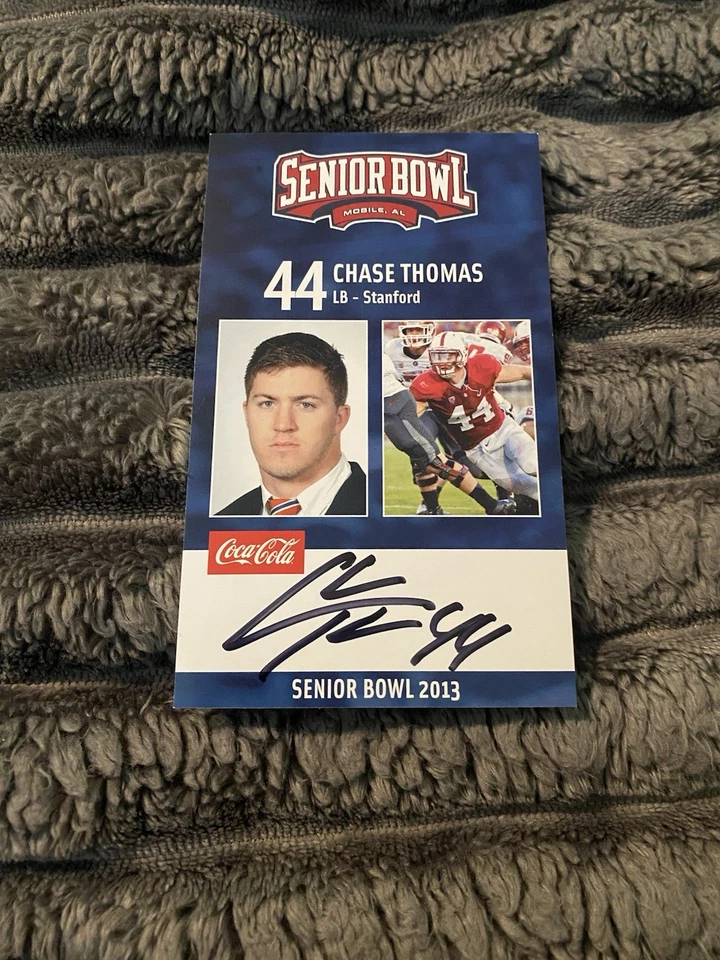 SENIOR BOWL
MOBILE, AL
44 CHASE THOMAS
LB - Stanford
44
Coca-Cola
44
SENIOR BOWL 2013